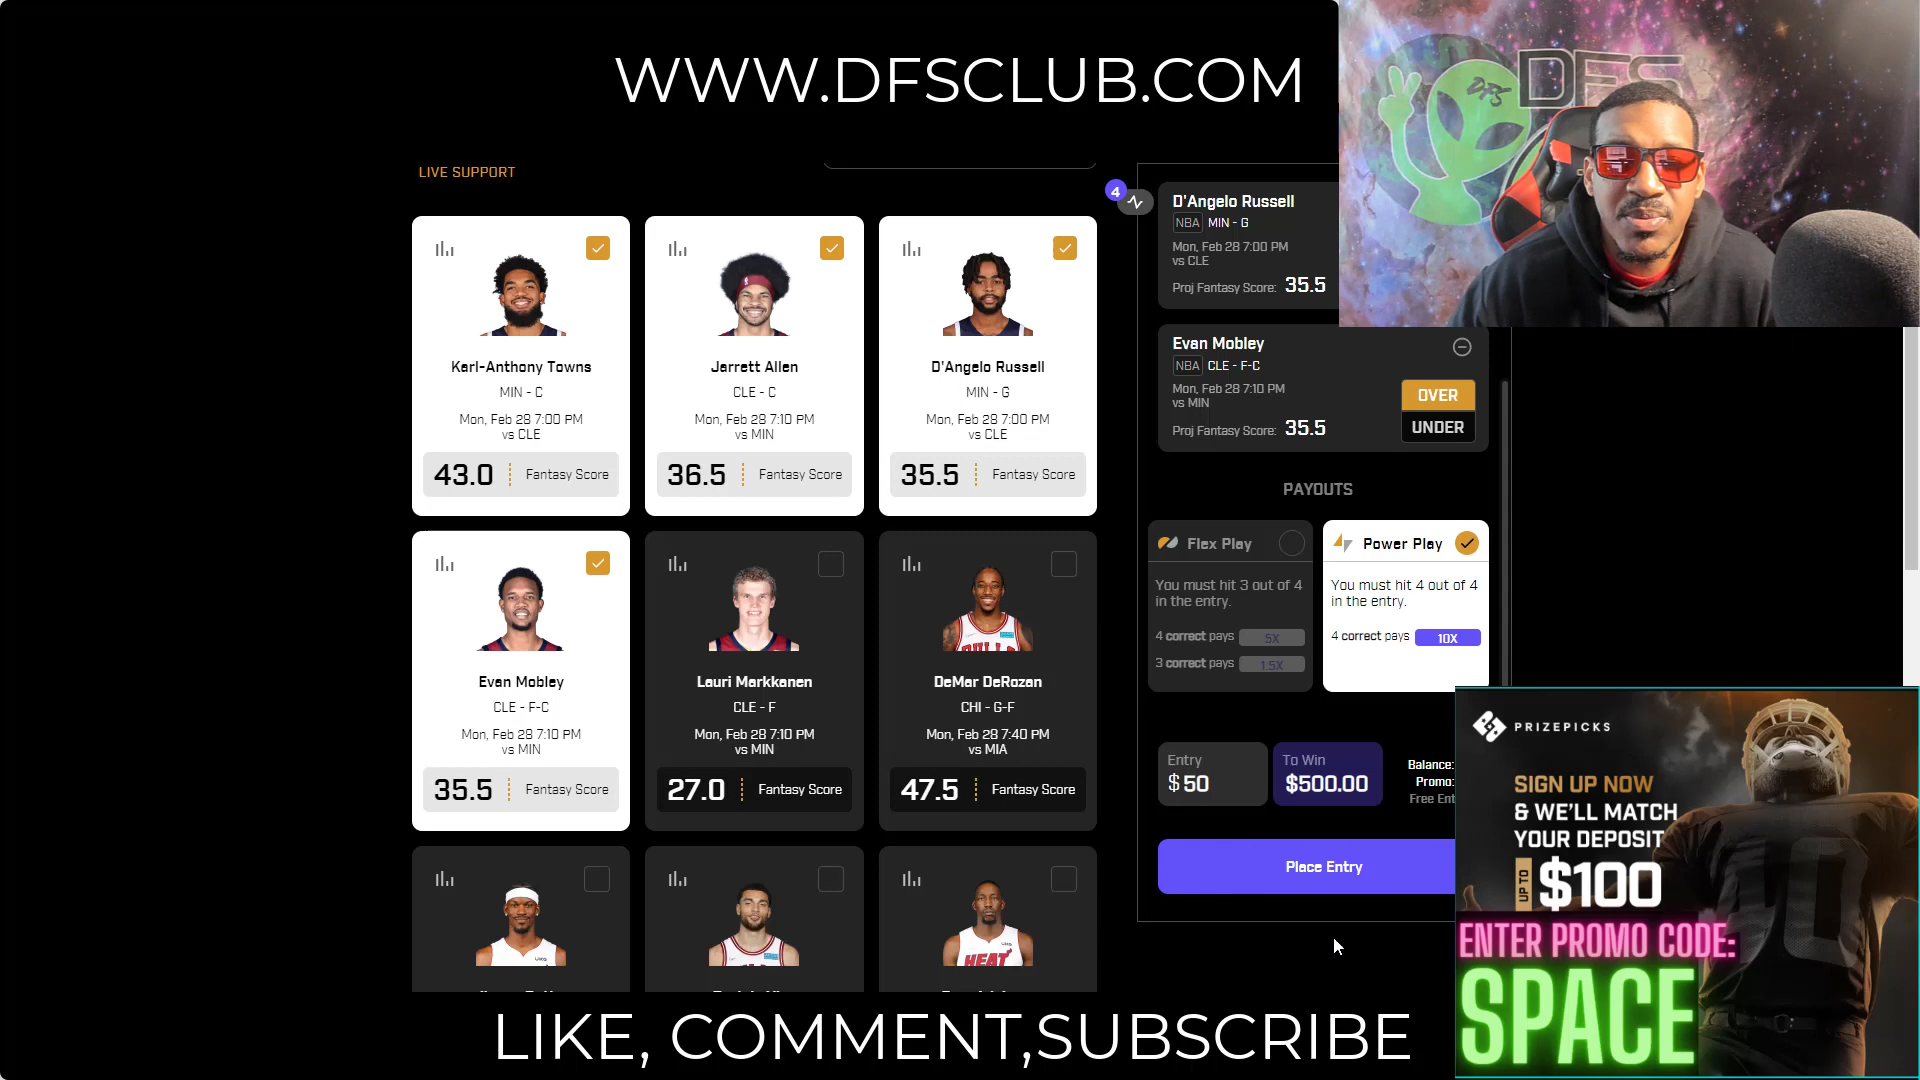 WWW.DFSCLUB.COM
DFS
DFS
LIVE SUPPORT
Karl-Anthony Towns
MIN - C
Mon, Feb 28 7:00 PM
vs CLE
43.0 Fantasy Score
Jarrett Allen
CLE - C
Mon, Feb 28 7:10 PM
vs MIN
36.5 Fantasy Score
D'Angelo Russell
MIN - G
Mon, Feb 28 7:00 PM
vs CLE
35.5 Fantasy Score
Evan Mobley
CLE - F-C
Mon, Feb 28 7:10 PM
vs MIN
35.5 Fantasy Score
Lauri Markkanen
CLE - F
Mon, Feb 28 7:10 PM
vs MIN
27.0 Fantasy Score
DeMar DeRozan
CHI - G-F
Mon, Feb 28 7:40 PM
vs MIA
47.5 Fantasy Score
HEAT
4
D'Angelo Russell
NBA MIN - G
Mon, Feb 28 7:00 PM
vs CLE
Proj Fantasy Score: 35.5
Evan Mobley
NBA CLE - F-C
Mon, Feb 28 7:10 PM
vs MIN
Proj Fantasy Score: 35.5
OVER
UNDER
PAYOUTS
Flex Play
You must hit 3 out of 4
in the entry.
4 correct pays 5X
3 correct pays 1.5X
Power Play
You must hit 4 out of 4
in the entry.
4 correct pays 10X
Entry
$50
To Win
$500.00
Balance:
Promo:
Free Ent
Place Entry
PRIZEPICKS
SIGN UP NOW
& WE'LL MATCH
YOUR DEPOSIT
UP TO $100
ENTER PROMO CODE:
SPACE
LIKE, COMMENT,SUBSCRIBE